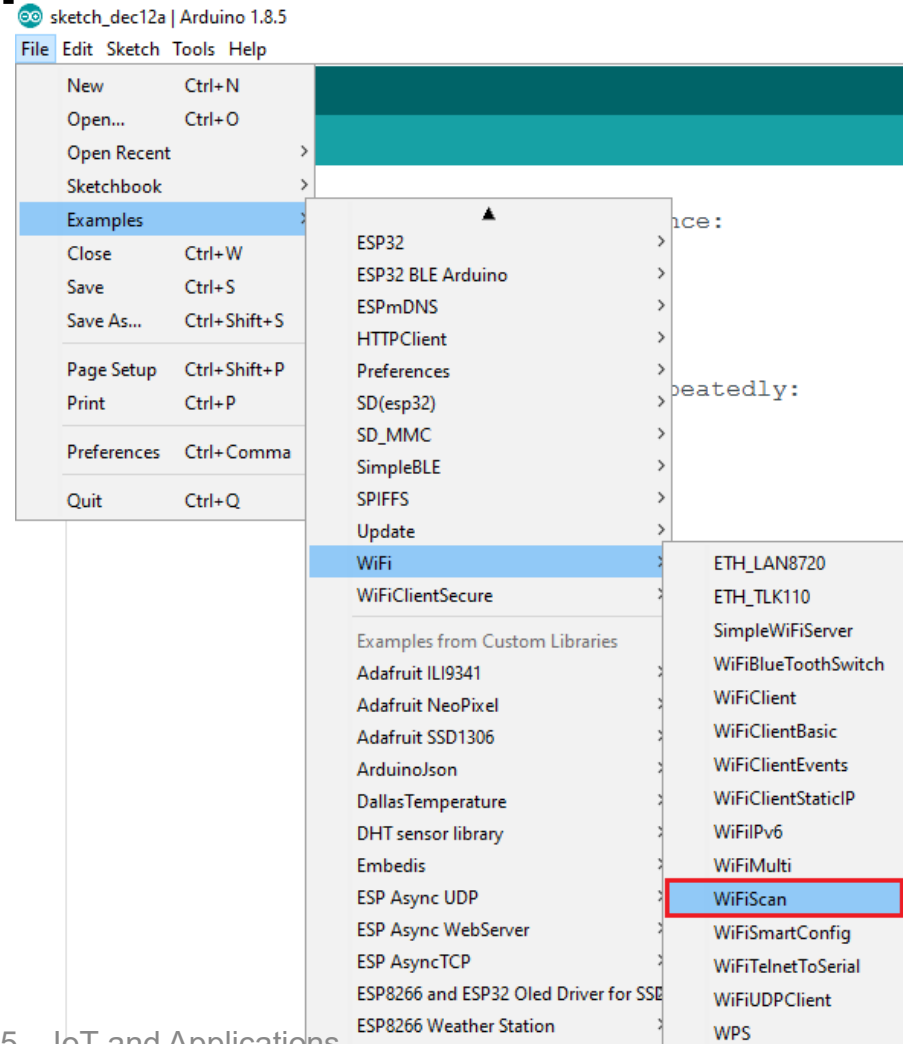 sketch_dec12a | Arduino 1.8.5
File Edit Sketch Tools Help
New Ctrl+N
Open... Ctrl+O
Open Recent >
Sketchbook >
Examples >
Close Ctrl+W
Save Ctrl+S
Save As... Ctrl+Shift+S
Page Setup Ctrl+Shift+P
Print Ctrl+P
Preferences Ctrl+Comma
Quit Ctrl+Q
ESP32 >
ESP32 BLE Arduino >
ESPmDNS >
HTTPClient >
Preferences >
SD(esp32) >
SD_MMC >
SimpleBLE >
SPIFFS >
Update >
WiFi >
WiFiClientSecure >
Examples from Custom Libraries
Adafruit ILI9341 >
Adafruit NeoPixel >
Adafruit SSD1306 >
ArduinoJson >
DallasTemperature >
DHT sensor library >
Embedis >
ESP Async UDP >
ESP Async WebServer >
ESP AsyncTCP >
ESP8266 and ESP32 Oled Driver for SSD
ESP8266 Weather Station >
ETH_LAN8720
ETH_TLK110
SimpleWiFiServer
WiFiBlueToothSwitch
WiFiClient
WiFiClientBasic
WiFiClientEvents
WiFiClientStaticIP
WiFiIPv6
WiFiMulti
WiFiScan
WiFiSmartConfig
WiFiTelnetToSerial
WiFiUDPClient
WPS
nce:
peatedly:
5 IoT and Applications